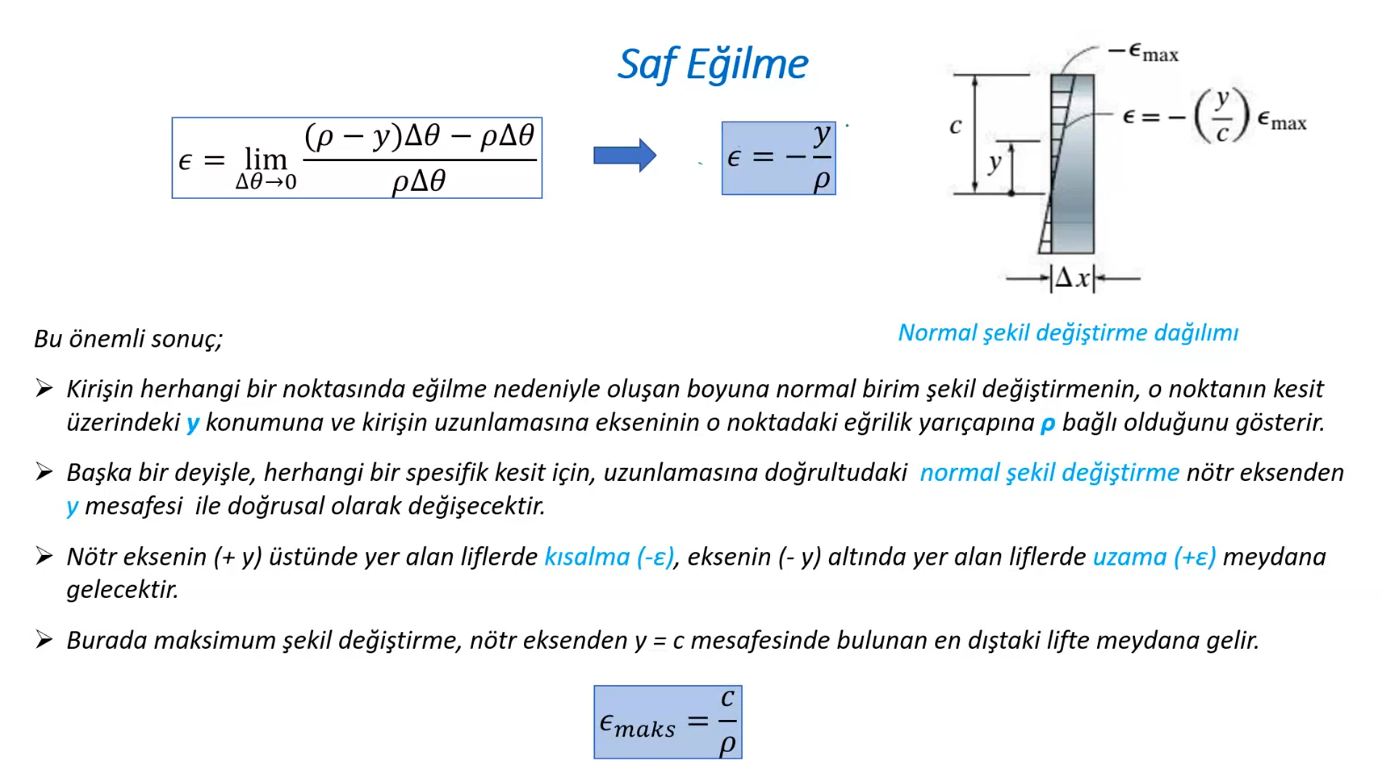 Saf Eğilme
ϵ = lim Δθ→0 (ρ − y)Δθ − ρΔθ / ρΔθ
ϵ = − y/ρ
−ϵmax
c
y
ϵ = − (y/c) ϵmax
Δx
Normal şekil değiştirme dağılımı
Bu önemli sonuç;
➢ Kirişin herhangi bir noktasında eğilme nedeniyle oluşan boyuna normal birim şekil değiştirmenin, o noktanın kesit
üzerindeki y konumuna ve kirişin uzunlamasına ekseninin o noktadaki eğrilik yarıçapına ρ bağlı olduğunu gösterir.
➢ Başka bir deyişle, herhangi bir spesifik kesit için, uzunlamasına doğrultudaki normal şekil değiştirme nötr eksenden
y mesafesi ile doğrusal olarak değişecektir.
➢ Nötr eksenin (+ y) üstünde yer alan liflerde kısalma (-ε), eksenin (- y) altında yer alan liflerde uzama (+ε) meydana
gelecektir.
➢ Burada maksimum şekil değiştirme, nötr eksenden y = c mesafesinde bulunan en dıştaki lifte meydana gelir.
ϵmaks = c/ρ